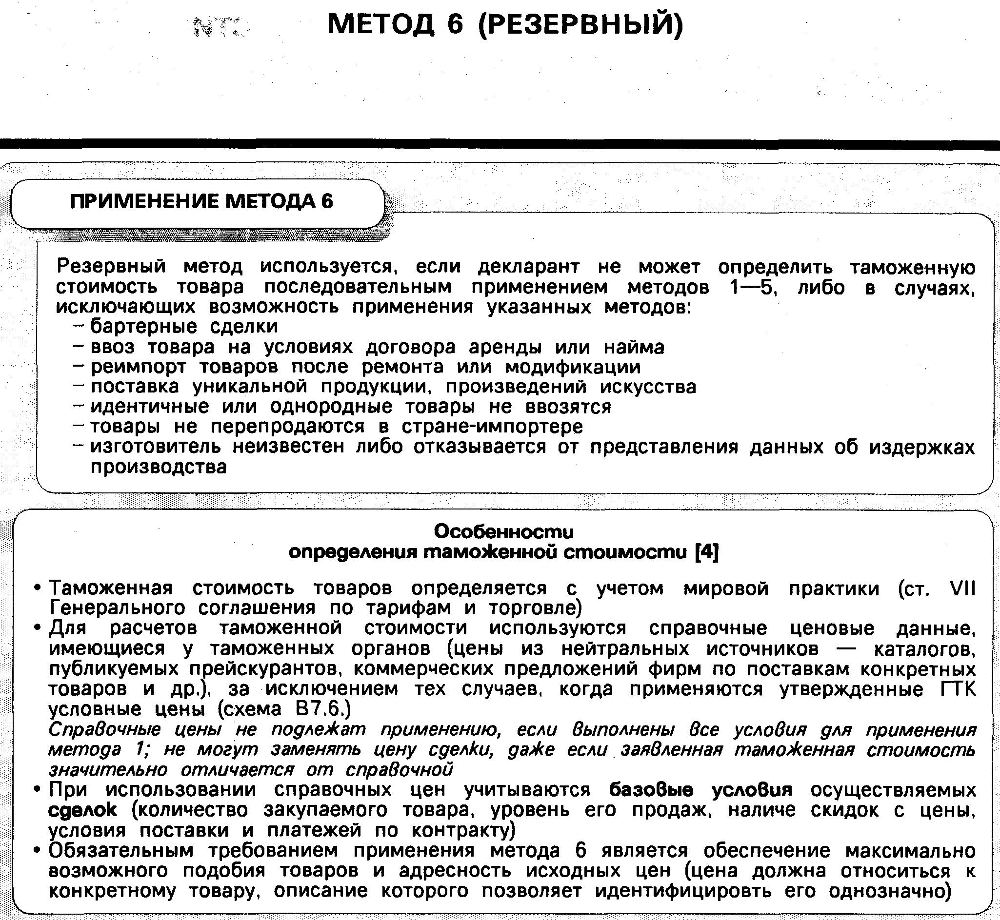 МЕТОД 6 (РЕЗЕРВНЫЙ)
ПРИМЕНЕНИЕ МЕТОДА 6
Резервный метод используется, если декларант не может определить таможенную
стоимость товара последовательным применением методов 1—5, либо в случаях,
исключающих возможность применения указанных методов:
– бартерные сделки
– ввоз товара на условиях договора аренды или найма
– реимпорт товаров после ремонта или модификации
– поставка уникальной продукции, произведений искусства
– идентичные или однородные товары не ввозятся
– товары не перепродаются в стране-импортере
– изготовитель неизвестен либо отказывается от представления данных об издержках
производства
Особенности
определения таможенной стоимости [4]
• Таможенная стоимость товаров определяется с учетом мировой практики (ст. VII
Генерального соглашения по тарифам и торговле)
• Для расчетов таможенной стоимости используются справочные ценовые данные,
имеющиеся у таможенных органов (цены из нейтральных источников — каталогов,
публикуемых прейскурантов, коммерческих предложений фирм по поставкам конкретных
товаров и др.), за исключением тех случаев, когда применяются утвержденные ГТК
условные цены (схема В7.6.)
Справочные цены не подлежат применению, если выполнены все условия для применения
метода 1; не могут заменять цену сделки, даже если заявленная таможенная стоимость
значительно отличается от справочной
• При использовании справочных цен учитываются базовые условия осуществляемых
сделок (количество закупаемого товара, уровень его продаж, наличе скидок с цены,
условия поставки и платежей по контракту)
• Обязательным требованием применения метода 6 является обеспечение максимально
возможного подобия товаров и адресность исходных цен (цена должна относиться к
конкретному товару, описание которого позволяет идентифицировть его однозначно)